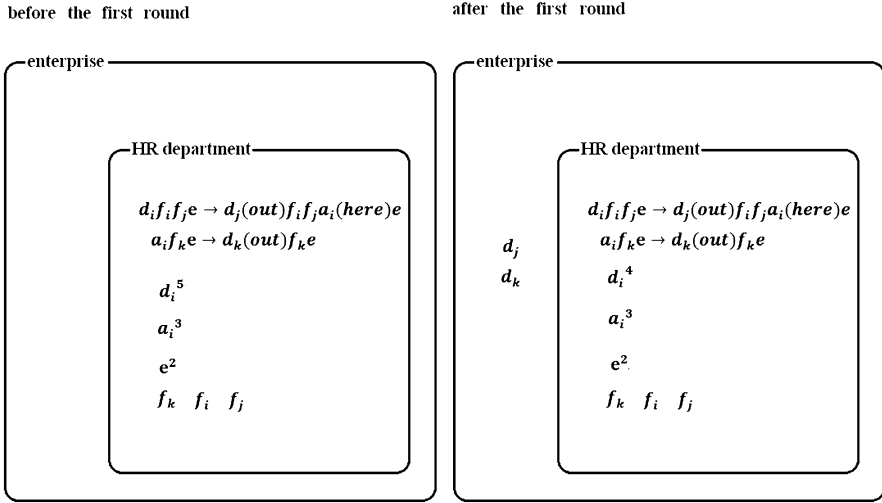 before the first round
enterprise
HR department
dᵢfᵢfⱼe → dⱼ(out)fᵢfⱼaᵢ(here)e
aᵢfₖe → dₖ(out)fₖe
dᵢ⁵
aᵢ³
e²
fₖ fᵢ fⱼ
after the first round
enterprise
HR department
dᵢfᵢfⱼe → dⱼ(out)fᵢfⱼaᵢ(here)e
aᵢfₖe → dₖ(out)fₖe
dⱼ
dₖ
dᵢ⁴
aᵢ³
e²
fₖ fᵢ fⱼ